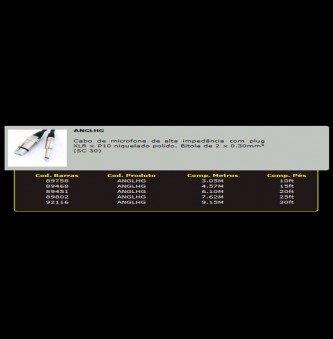 ANGLHG
Cabo de microfone de alta impedância com plug
XLR x P10 niquelado polido. Bitola de 2 x 0.30mm²
(SC 30)
Cod. Barras Cod. Produto Comp. Metros Comp. Pés
89758 ANGLHG 3.05M 10ft
89468 ANGLHG 4.57M 15ft
89451 ANGLHG 6.10M 20ft
89802 ANGLHG 7.62M 25ft
92116 ANGLHG 9.15M 30ft